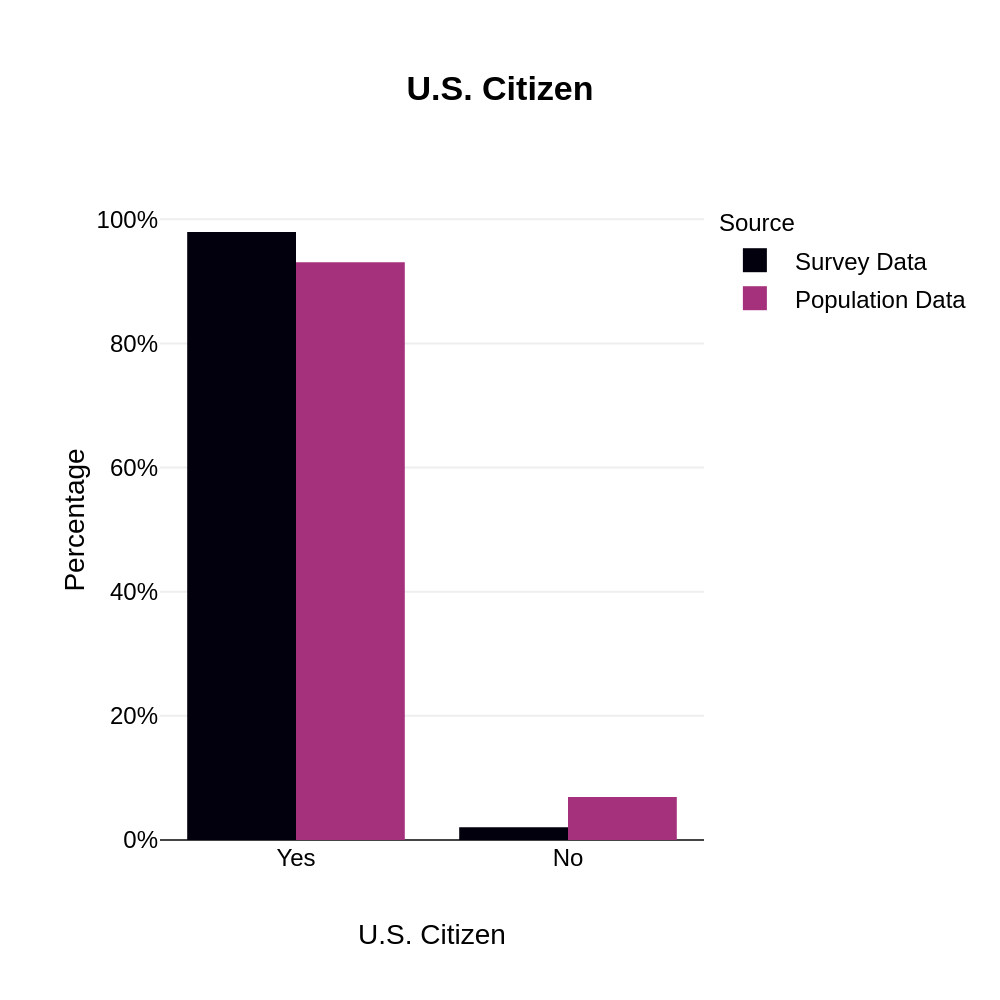 U.S. Citizen
100%
80%
60%
40%
20%
0%
Percentage
Yes
No
U.S. Citizen
Source
Survey Data
Population Data